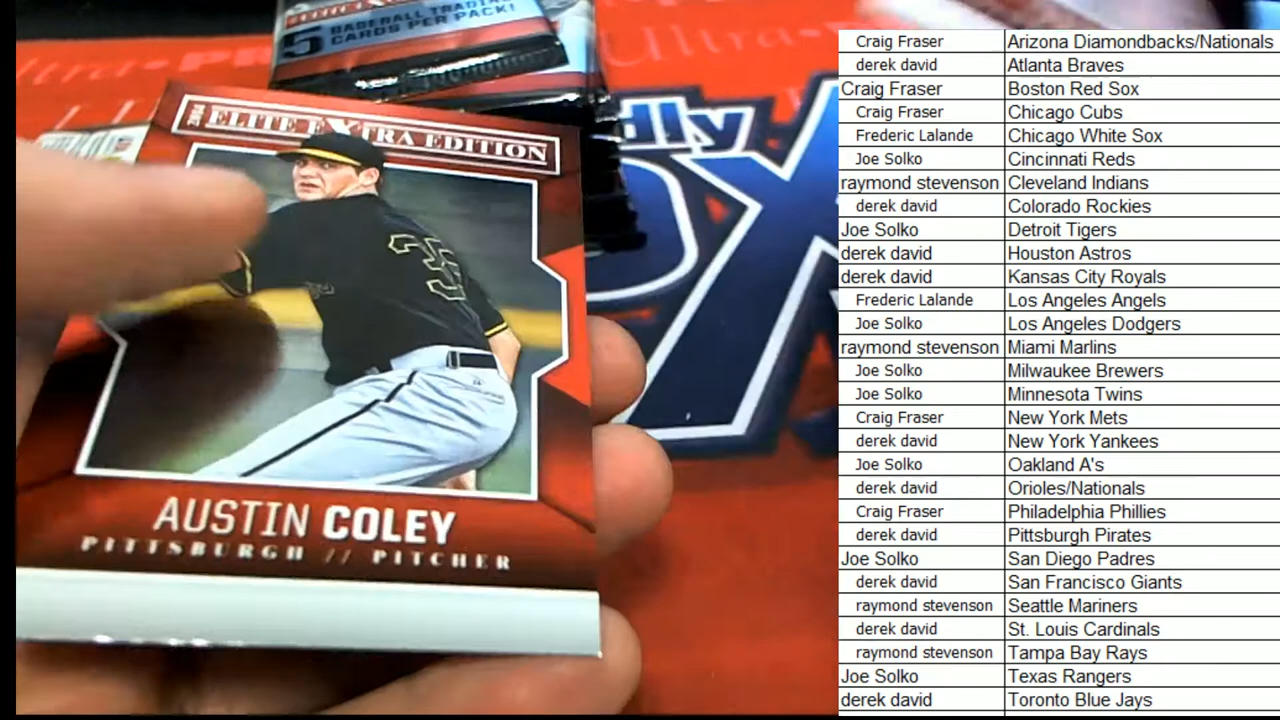 5 BASEBALL TRADING
CARDS PER PACK!
ELITE EXTRA EDITION
35
AUSTIN COLEY
PITTSBURGH // PITCHER
Craig Fraser Arizona Diamondbacks/Nationals
derek david Atlanta Braves
Craig Fraser Boston Red Sox
Craig Fraser Chicago Cubs
Frederic Lalande Chicago White Sox
Joe Solko Cincinnati Reds
raymond stevenson Cleveland Indians
derek david Colorado Rockies
Joe Solko Detroit Tigers
derek david Houston Astros
derek david Kansas City Royals
Frederic Lalande Los Angeles Angels
Joe Solko Los Angeles Dodgers
raymond stevenson Miami Marlins
Joe Solko Milwaukee Brewers
Joe Solko Minnesota Twins
Craig Fraser New York Mets
derek david New York Yankees
Joe Solko Oakland A's
derek david Orioles/Nationals
Craig Fraser Philadelphia Phillies
derek david Pittsburgh Pirates
Joe Solko San Diego Padres
derek david San Francisco Giants
raymond stevenson Seattle Mariners
derek david St. Louis Cardinals
raymond stevenson Tampa Bay Rays
Joe Solko Texas Rangers
derek david Toronto Blue Jays